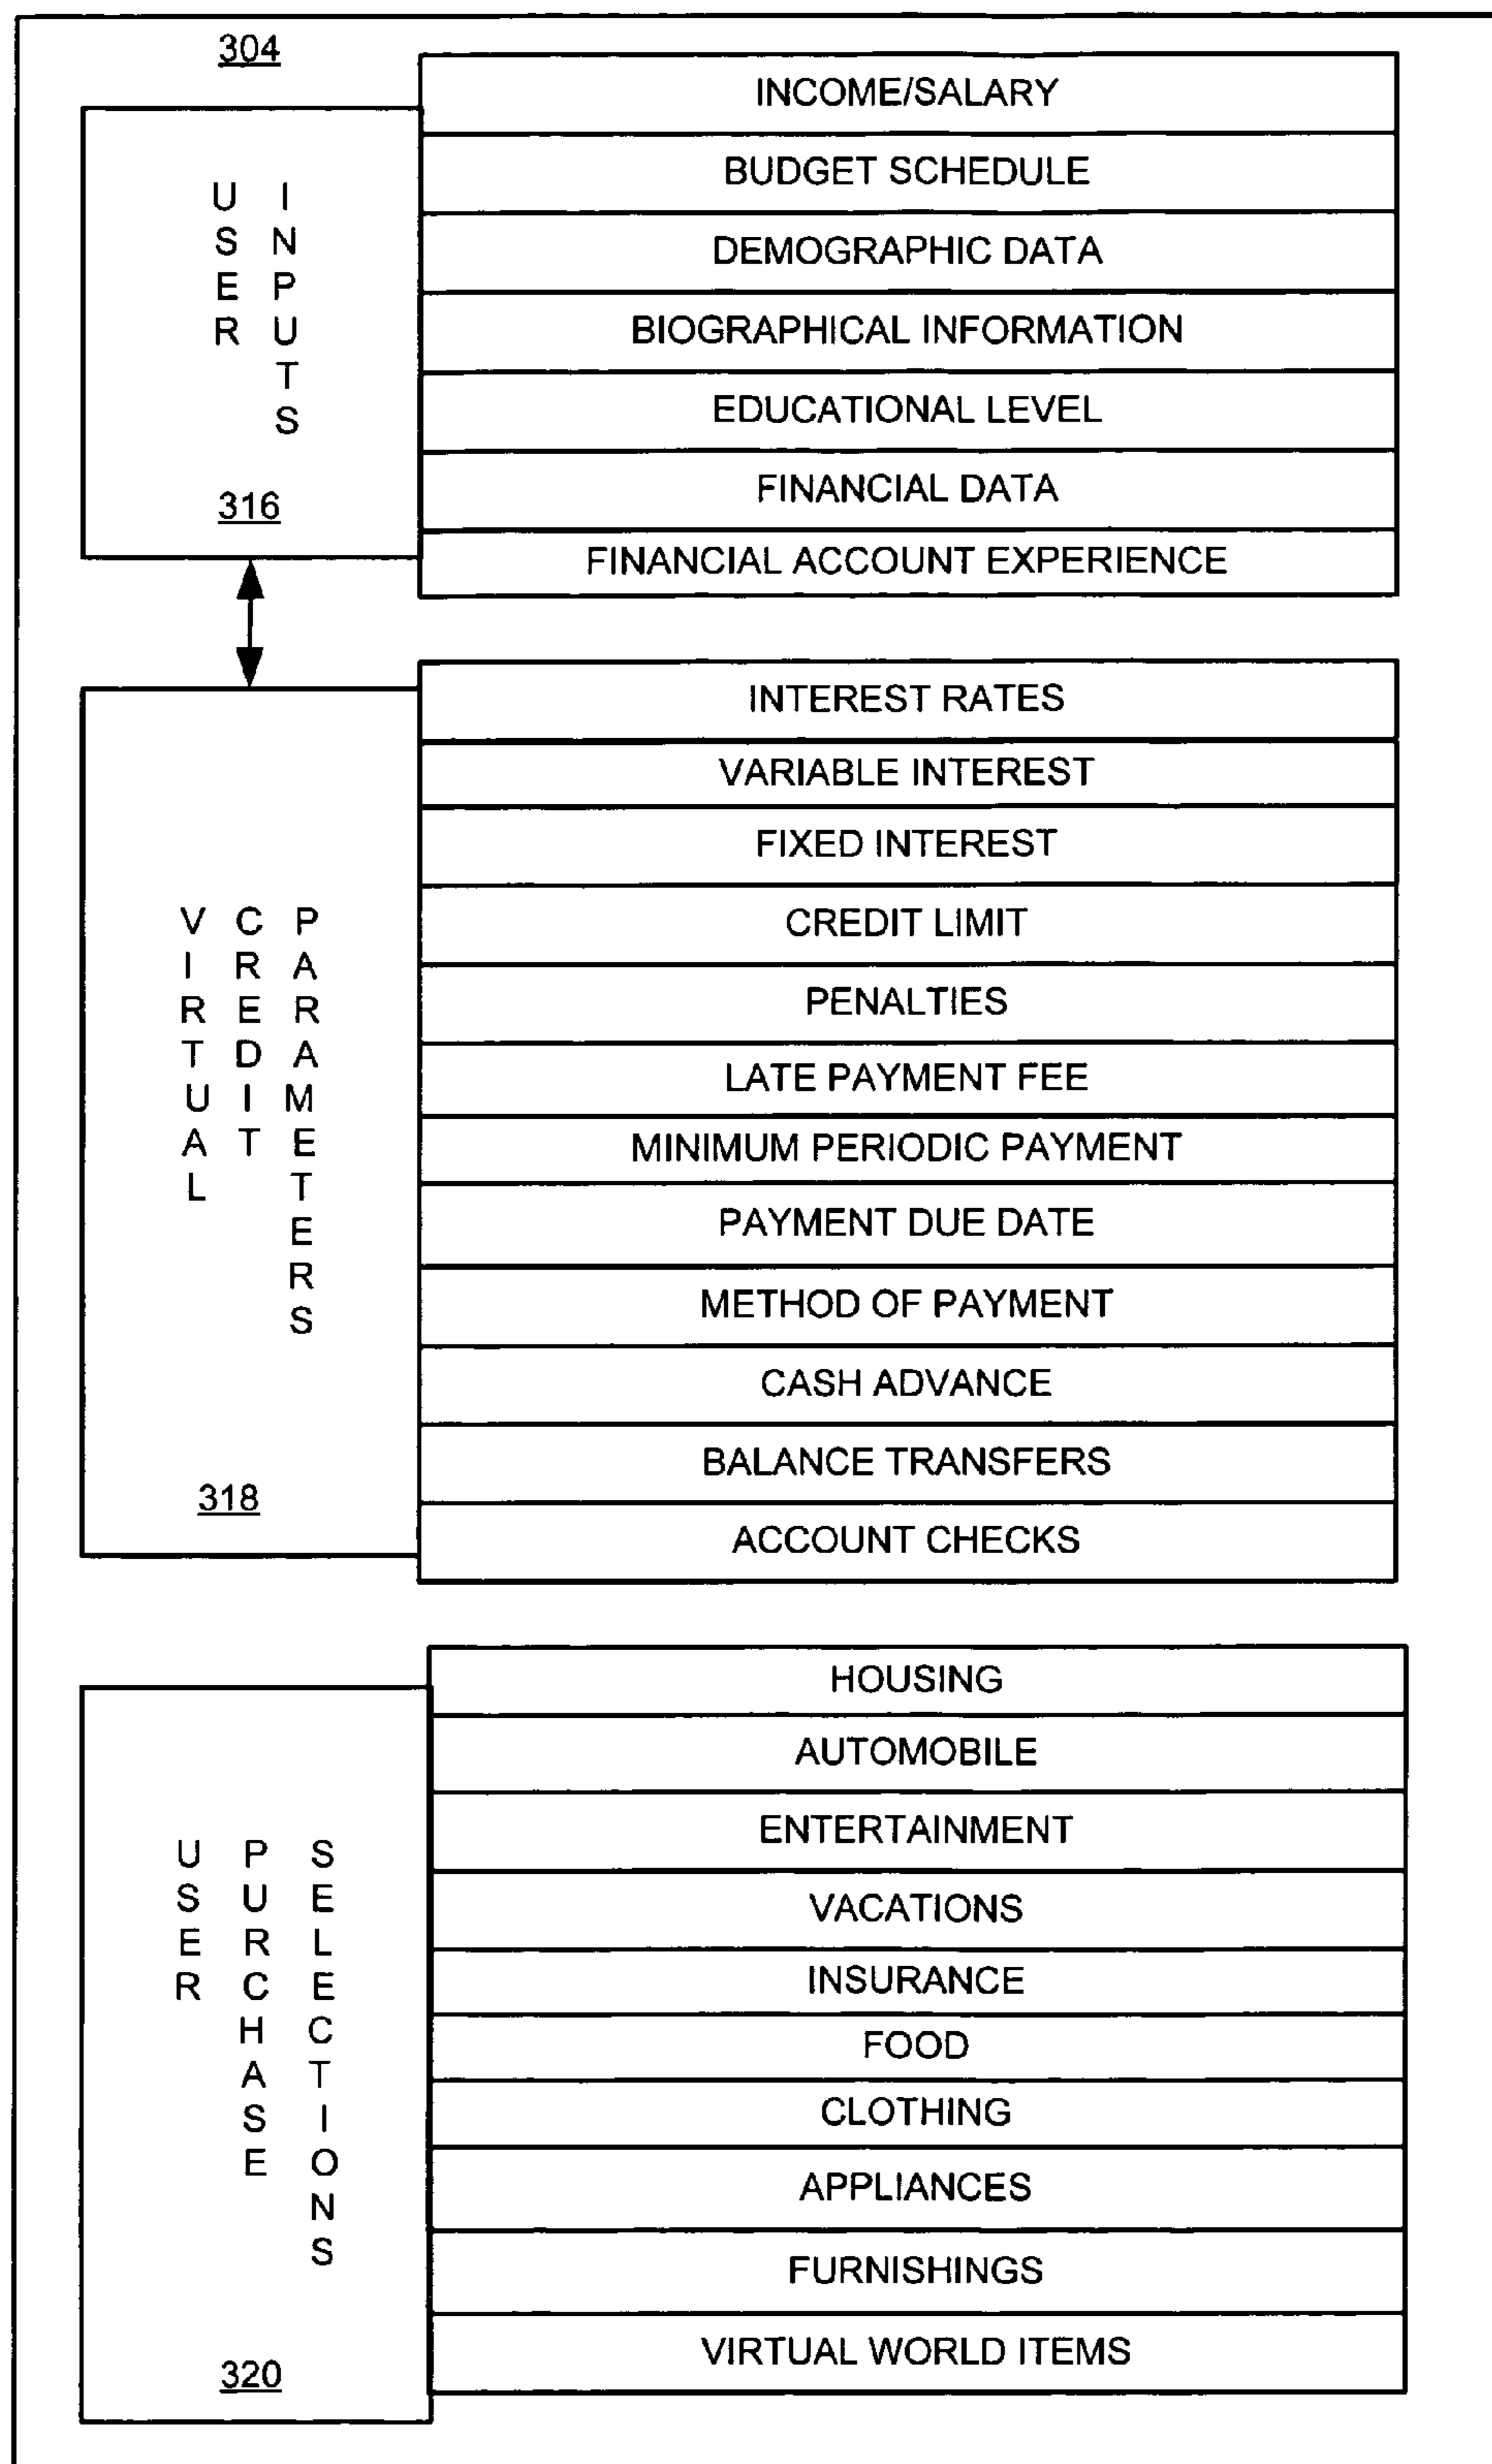 304
USER INPUTS
316
INCOME/SALARY
BUDGET SCHEDULE
DEMOGRAPHIC DATA
BIOGRAPHICAL INFORMATION
EDUCATIONAL LEVEL
FINANCIAL DATA
FINANCIAL ACCOUNT EXPERIENCE
VIRTUAL CREDIT PARAMETERS
318
INTEREST RATES
VARIABLE INTEREST
FIXED INTEREST
CREDIT LIMIT
PENALTIES
LATE PAYMENT FEE
MINIMUM PERIODIC PAYMENT
PAYMENT DUE DATE
METHOD OF PAYMENT
CASH ADVANCE
BALANCE TRANSFERS
ACCOUNT CHECKS
USER PURCHASE SELECTIONS
320
HOUSING
AUTOMOBILE
ENTERTAINMENT
VACATIONS
INSURANCE
FOOD
CLOTHING
APPLIANCES
FURNISHINGS
VIRTUAL WORLD ITEMS